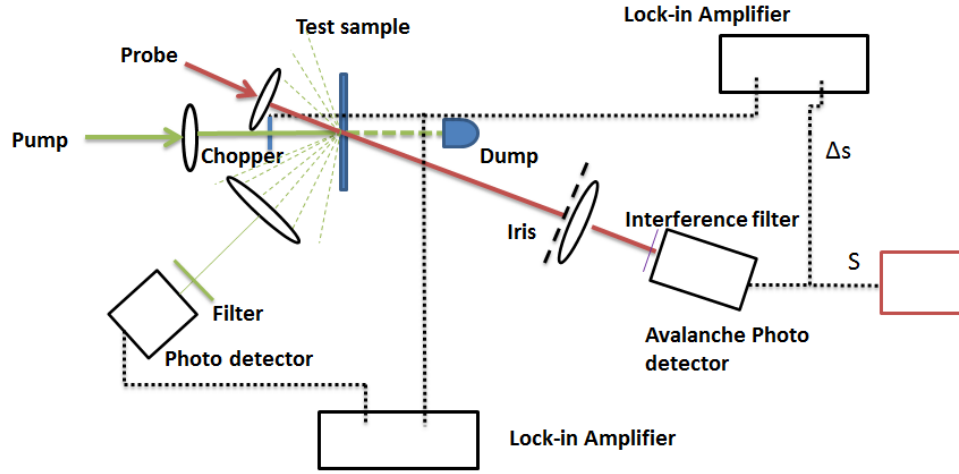 Lock-in Amplifier
Test sample
Probe
Pump
Chopper
Dump
Δs
Iris
Interference filter
S
Filter
Avalanche Photo
detector
Photo detector
Lock-in Amplifier